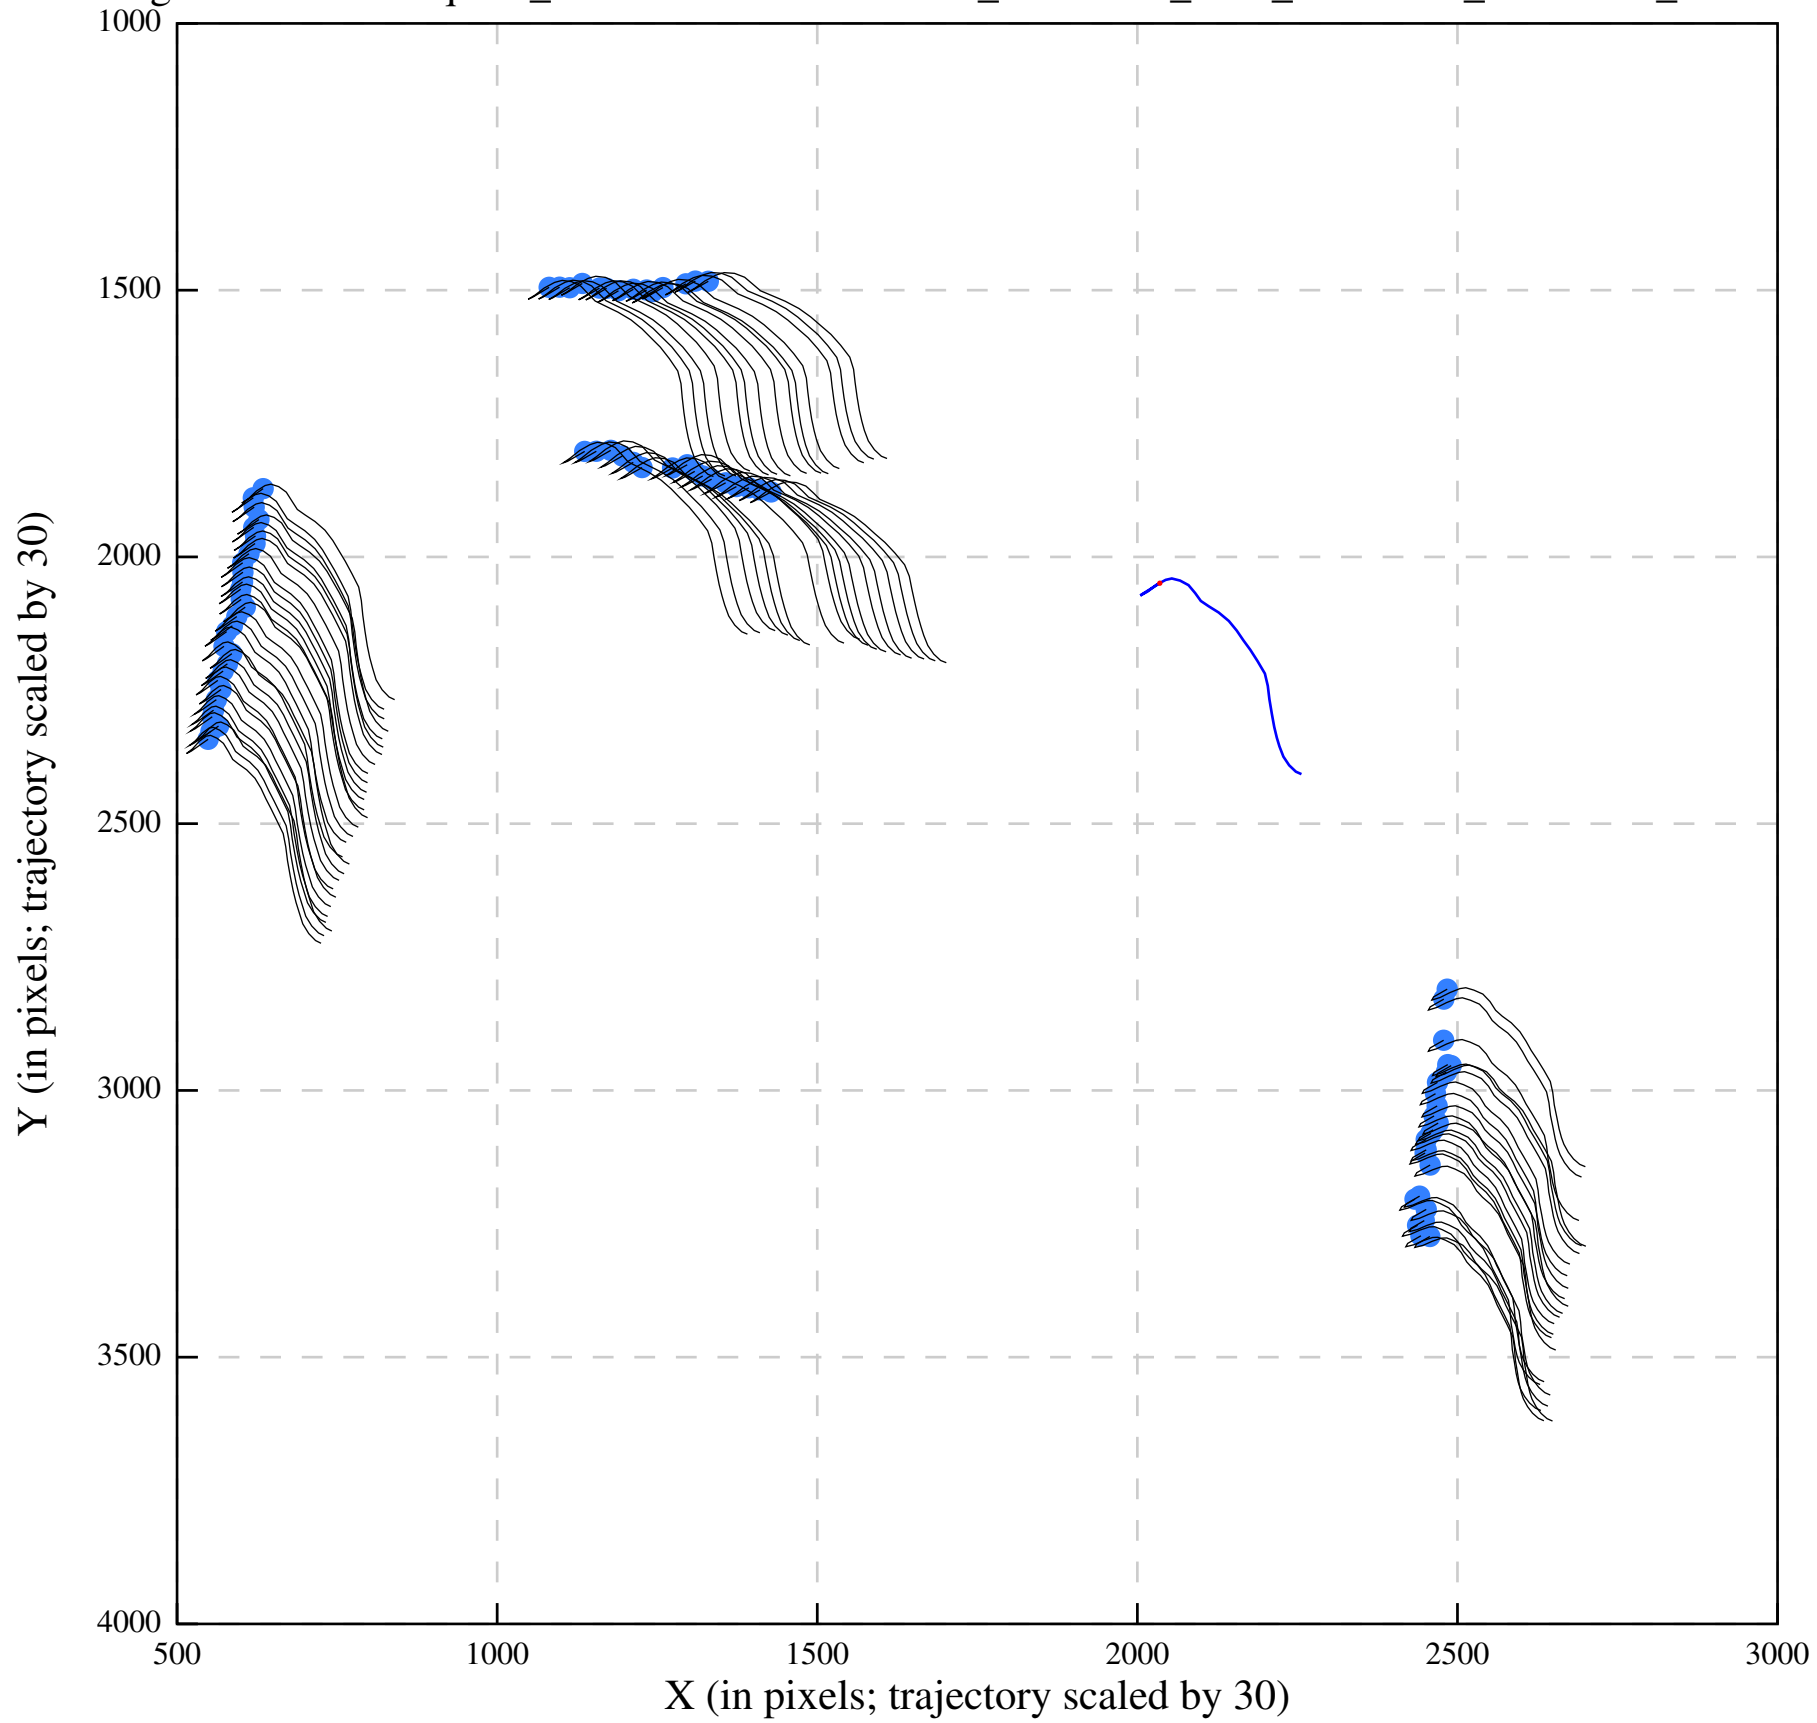 1000
1500
2000
2500
3000
3500
4000
500 1000 1500 2000 2500 3000
X (in pixels; trajectory scaled by 30)
Y (in pixels; trajectory scaled by 30)